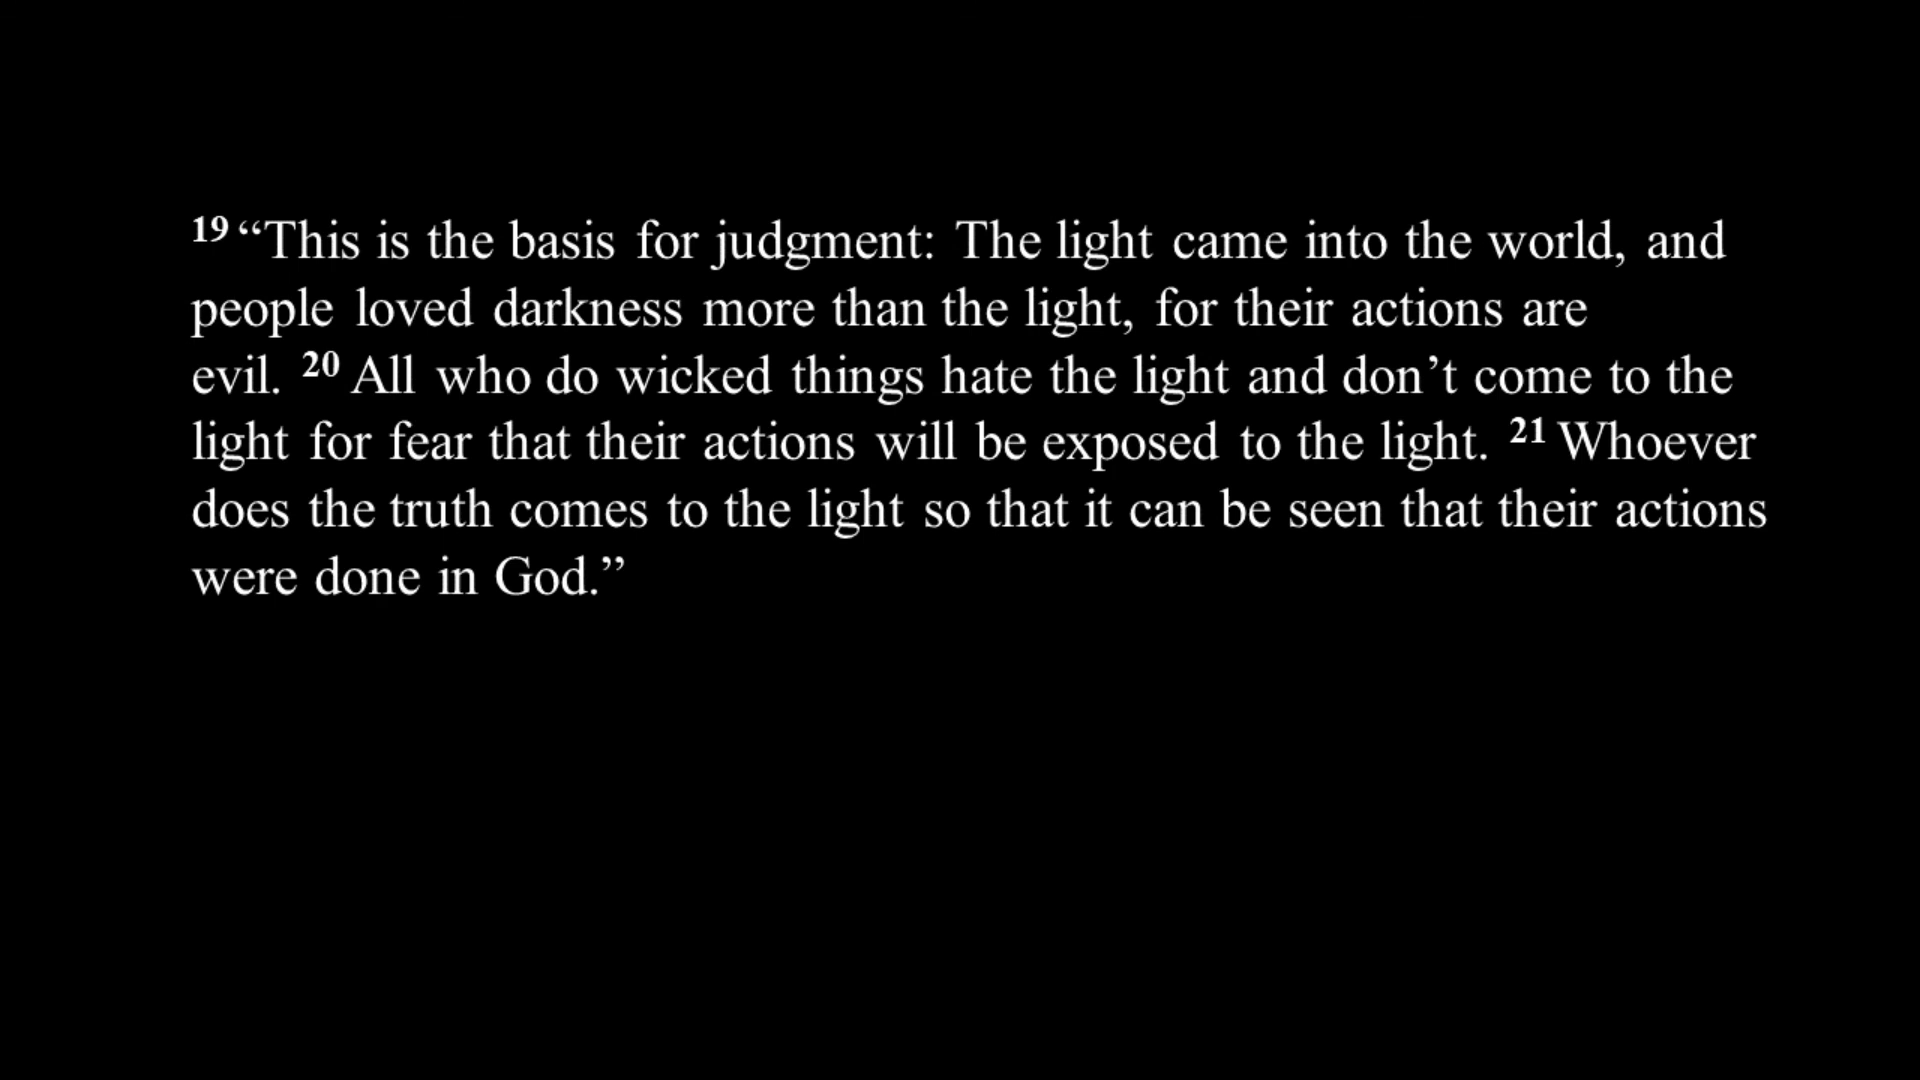 19 “This is the basis for judgment: The light came into the world, and
people loved darkness more than the light, for their actions are
evil. 20 All who do wicked things hate the light and don’t come to the
light for fear that their actions will be exposed to the light. 21 Whoever
does the truth comes to the light so that it can be seen that their actions
were done in God.”